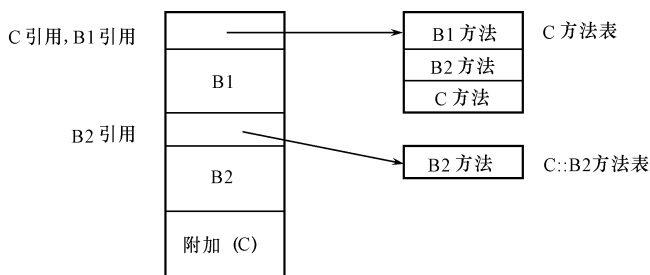 C 引用, B1 引用
B1
B2 引用
B2
附加 (C)
B1 方法
B2 方法
C 方法
C 方法表
B2 方法
C::B2方法表